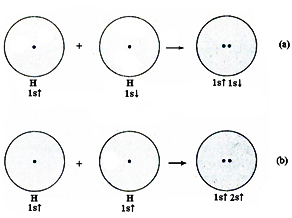 + (a)
H H
1s↑ 1s↓ 1s↑ 1s↓
+ (b)
H H
1s↑ 1s↑ 1s↑ 2s↑